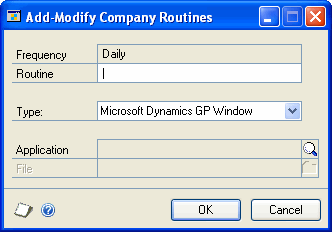 Add-Modify Company Routines
Frequency Daily
Routine
Type: Microsoft Dynamics GP Window
Application
File
OK Cancel